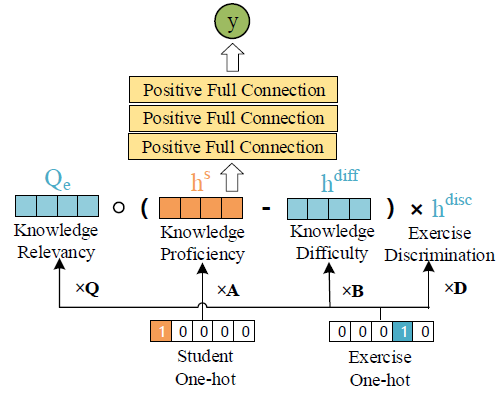 y
Positive Full Connection
Positive Full Connection
Positive Full Connection
Qe hˢ hᵈⁱᶠᶠ
( - ) × hᵈⁱˢᶜ
Knowledge Relevancy
Knowledge Proficiency
Knowledge Difficulty
Exercise Discrimination
×Q ×A ×B ×D
1 0 0 0 0
0 0 0 1 0
Student One-hot
Exercise One-hot